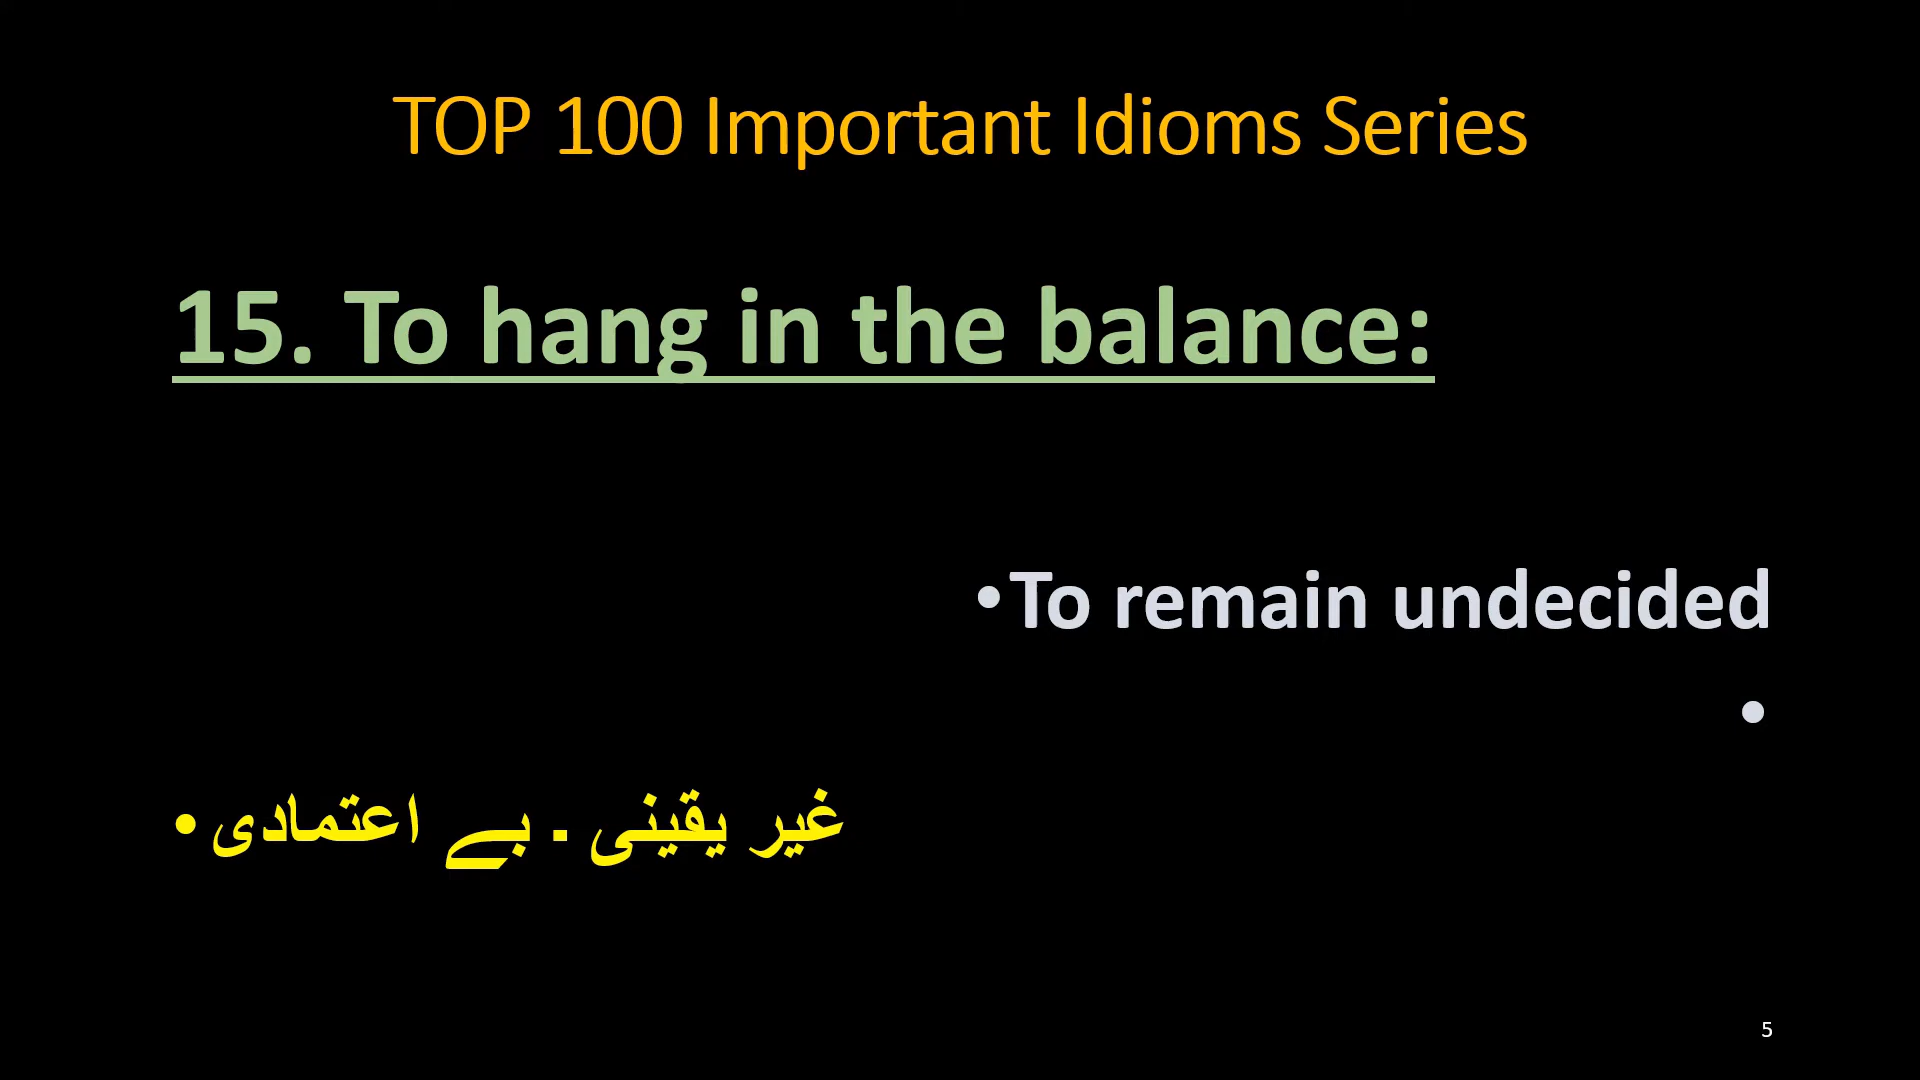 TOP 100 Important Idioms Series
15. To hang in the balance:
•To remain undecided
•
• غیر یقینی ۔ بے اعتمادی
5